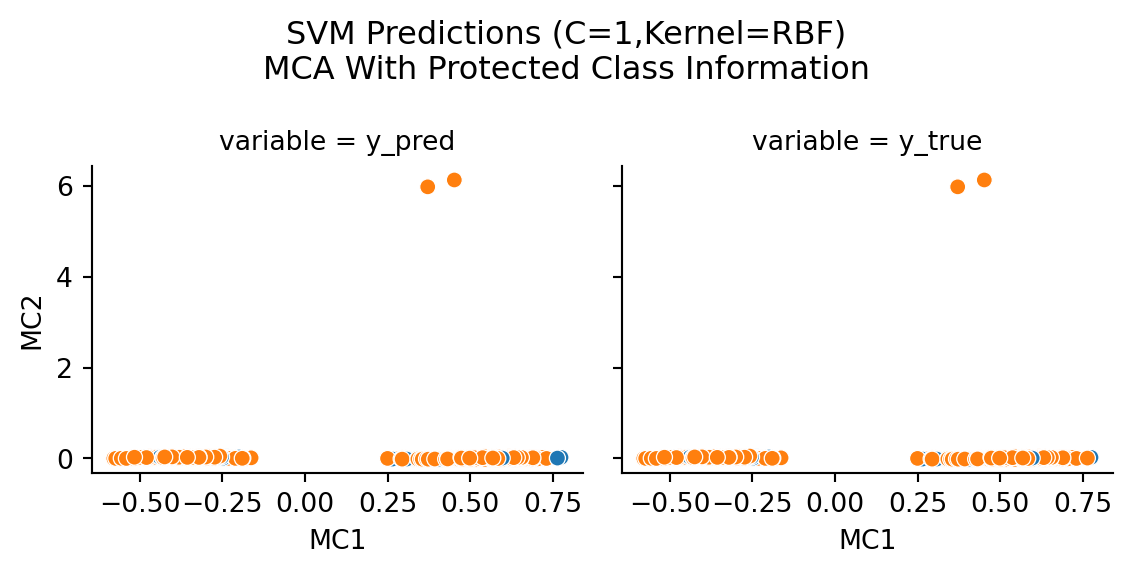 SVM Predictions (C=1,Kernel=RBF)
MCA With Protected Class Information
variable = y_pred
variable = y_true
6
4
2
0
MC2
−0.50 −0.25 0.00 0.25 0.50 0.75
−0.50 −0.25 0.00 0.25 0.50 0.75
MC1
MC1